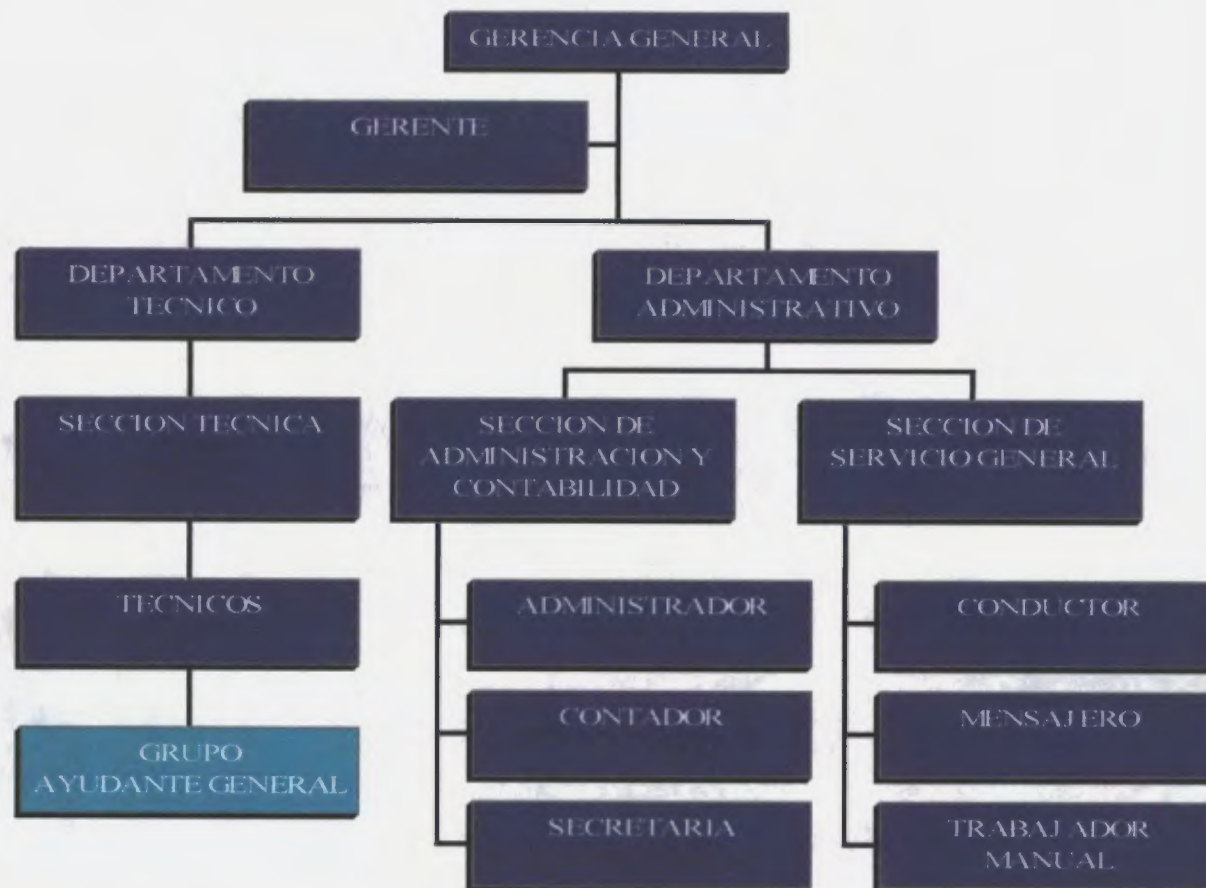 GERENCIA GENERAL
GERENTE
DEPARTAMENTO
TECNICO
DEPARTAMENTO
ADMINISTRATIVO
SECCION TECNICA
SECCION DE
ADMINISTRACION Y
CONTABILIDAD
SECCION DE
SERVICIO GENERAL
TECNICOS
ADMINISTRADOR
CONDUCTOR
GRUPO
AYUDANTE GENERAL
CONTADOR
MENSAJERO
SECRETARIA
TRABAJADOR
MANUAL